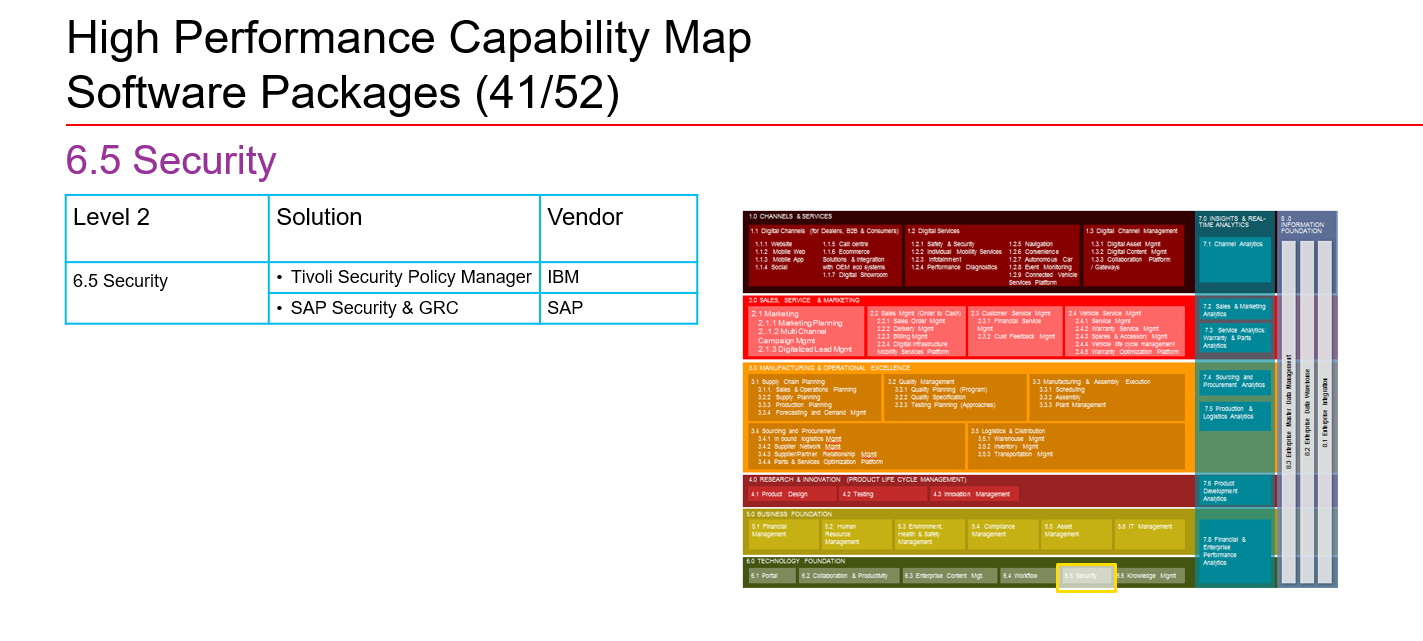 High Performance Capability Map
Software Packages (41/52)
6.5 Security
Level 2
Solution
Vendor
6.5 Security
• Tivoli Security Policy Manager
IBM
• SAP Security & GRC
SAP
1.0 CHANNELS & SERVICES
1.1 Digital Channels (for Dealers, B2B & Consumers)
1.1.1 Website
1.1.2 Mobile Web
1.1.3 Mobile App
1.1.4 Social
1.1.5 Call centre
1.1.6 Ecommerce
Solutions & Integration
with OEM eco systems
1.1.7 Digital Showroom
1.2 Digital Services
1.2.1 Safety & Security
1.2.2 Individual Mobility Services
1.2.3 Infotainment
1.2.4 Performance Diagnostics
1.2.5 Navigation
1.2.6 Convenience
1.2.7 Autonomous Car
1.2.8 Event Monitoring
1.2.9 Connected Vehicle
Services Platform
1.3 Digital Channel Management
1.3.1 Digital Asset Mgmt
1.3.2 Digital Content Mgmt
1.3.3 Collaboration Platform
/ Gateways
2.0 SALES, SERVICE & MARKETING
2.1 Marketing
2.1.1 Marketing Planning
2..1.2 Multi Channel
Campaign Mgmt
2.1.3 Digitalized Lead Mgmt
2.2 Sales Mgmt (Order to Cash)
2.2.1 Sales Order Mgmt
2.2.2 Delivery Mgmt
2.2.3 Billing Mgmt
2.2.4 Digital Infrastructure
Mobility Services Platform
2.3 Customer Service Mgmt
2.3.1 Financial Service
Mgmt
2.3.2 Cust Feedback Mgmt
2.4 Vehicle Service Mgmt
2.4.1 Service Mgmt
2.4.2 Warranty Service Mgmt
2.4.3 Spares & Accessory Mgmt
2.4.4 Vehicle life cycle management
2.4.5 Warranty Optimization Platform
3.0 MANUFACTURING & OPERATIONAL EXCELLENCE
3.1 Supply Chain Planning
3.1.1. Sales & Operations Planning
3.2.2 Supply Planning
3.3.3 Production Planning
3.3.4 Forecasting and Demand Mgmt
3.2 Quality Management
3.2.1 Quality Planning (Program)
3.2.2 Quality Specification
3.2.3 Testing Planning (Approaches)
3.3 Manufacturing & Assembly Execution
3.3.1 Scheduling
3.3.2 Assembly
3.3.3 Plant Management
3.4 Sourcing and Procurement
3.4.1 In bound logistics Mgmt
3.4.2 Supplier Network Mgmt
3.4.3 Supplier/Partner Relationship Mgmt
3.4.4 Parts & Services Optimization Platform
3.5 Logistics & Distribution
3.5.1 Warehouse Mgmt
3.5.2 Inventory Mgmt
3.5.3 Transportation Mgmt
4.0 RESEARCH & INNOVATION (PRODUCT LIFE CYCLE MANAGEMENT)
4.1 Product Design
4.2 Testing
4.3 Innovation Management
5.0 BUSINESS FOUNDATION
5.1 Financial
Management
5.2 Human
Resource
Management
5.3 Environment,
Health & Safety
Management
5.4 Compliance
Management
5.5 Asset
Management
5.6 IT Management
6.0 TECHNOLOGY FOUNDATION
6.1 Portal
6.2 Collaboration & Productivity
6.3 Enterprise Content Mgt.
6.4 Workflow
6.5 Security
6.6 Knowledge Mgmt
7.0 INSIGHTS & REAL-
TIME ANALYTICS
7.1 Channel Analytics
7.2 Sales & Marketing
Analytics
7.3 Service Analytics:
Warranty & Parts
Analytics
7.4 Sourcing and
Procurement Analytics
7.5 Production &
Logistics Analytics
7.6 Product
Development
Analytics
7.8 Financial &
Enterprise
Performance
Analytics
8 .0
INFORMATION
FOUNDATION
8.3 Enterprise Master Data Management
8.2 Enterprise Data Warehouse
8.1 Enterprise Integration